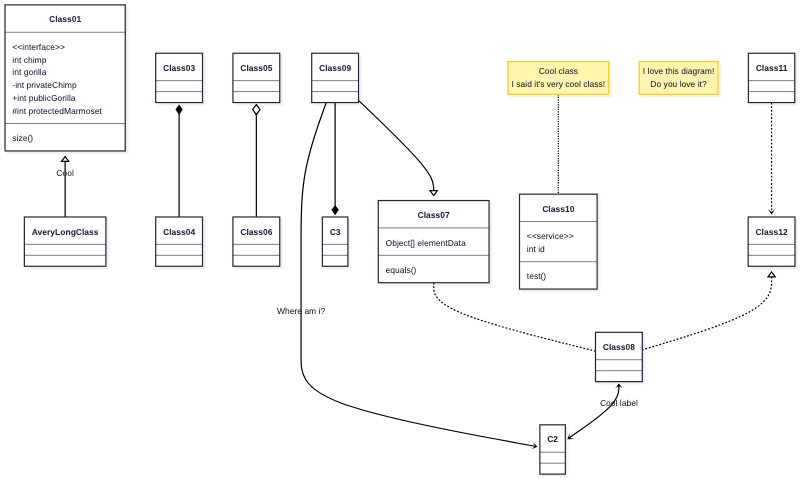 Class01
<<interface>>
int chimp
int gorilla
-int privateChimp
+int publicGorilla
#int protectedMarmoset
size()
Class03
Class05
Class09
Cool class
I said it's very cool class!
I love this diagram!
Do you love it?
Class11
Cool
AveryLongClass
Class04
Class06
C3
Class07
Object[] elementData
equals()
Class10
<<service>>
int id
test()
Class12
Where am i?
Class08
Cool label
C2